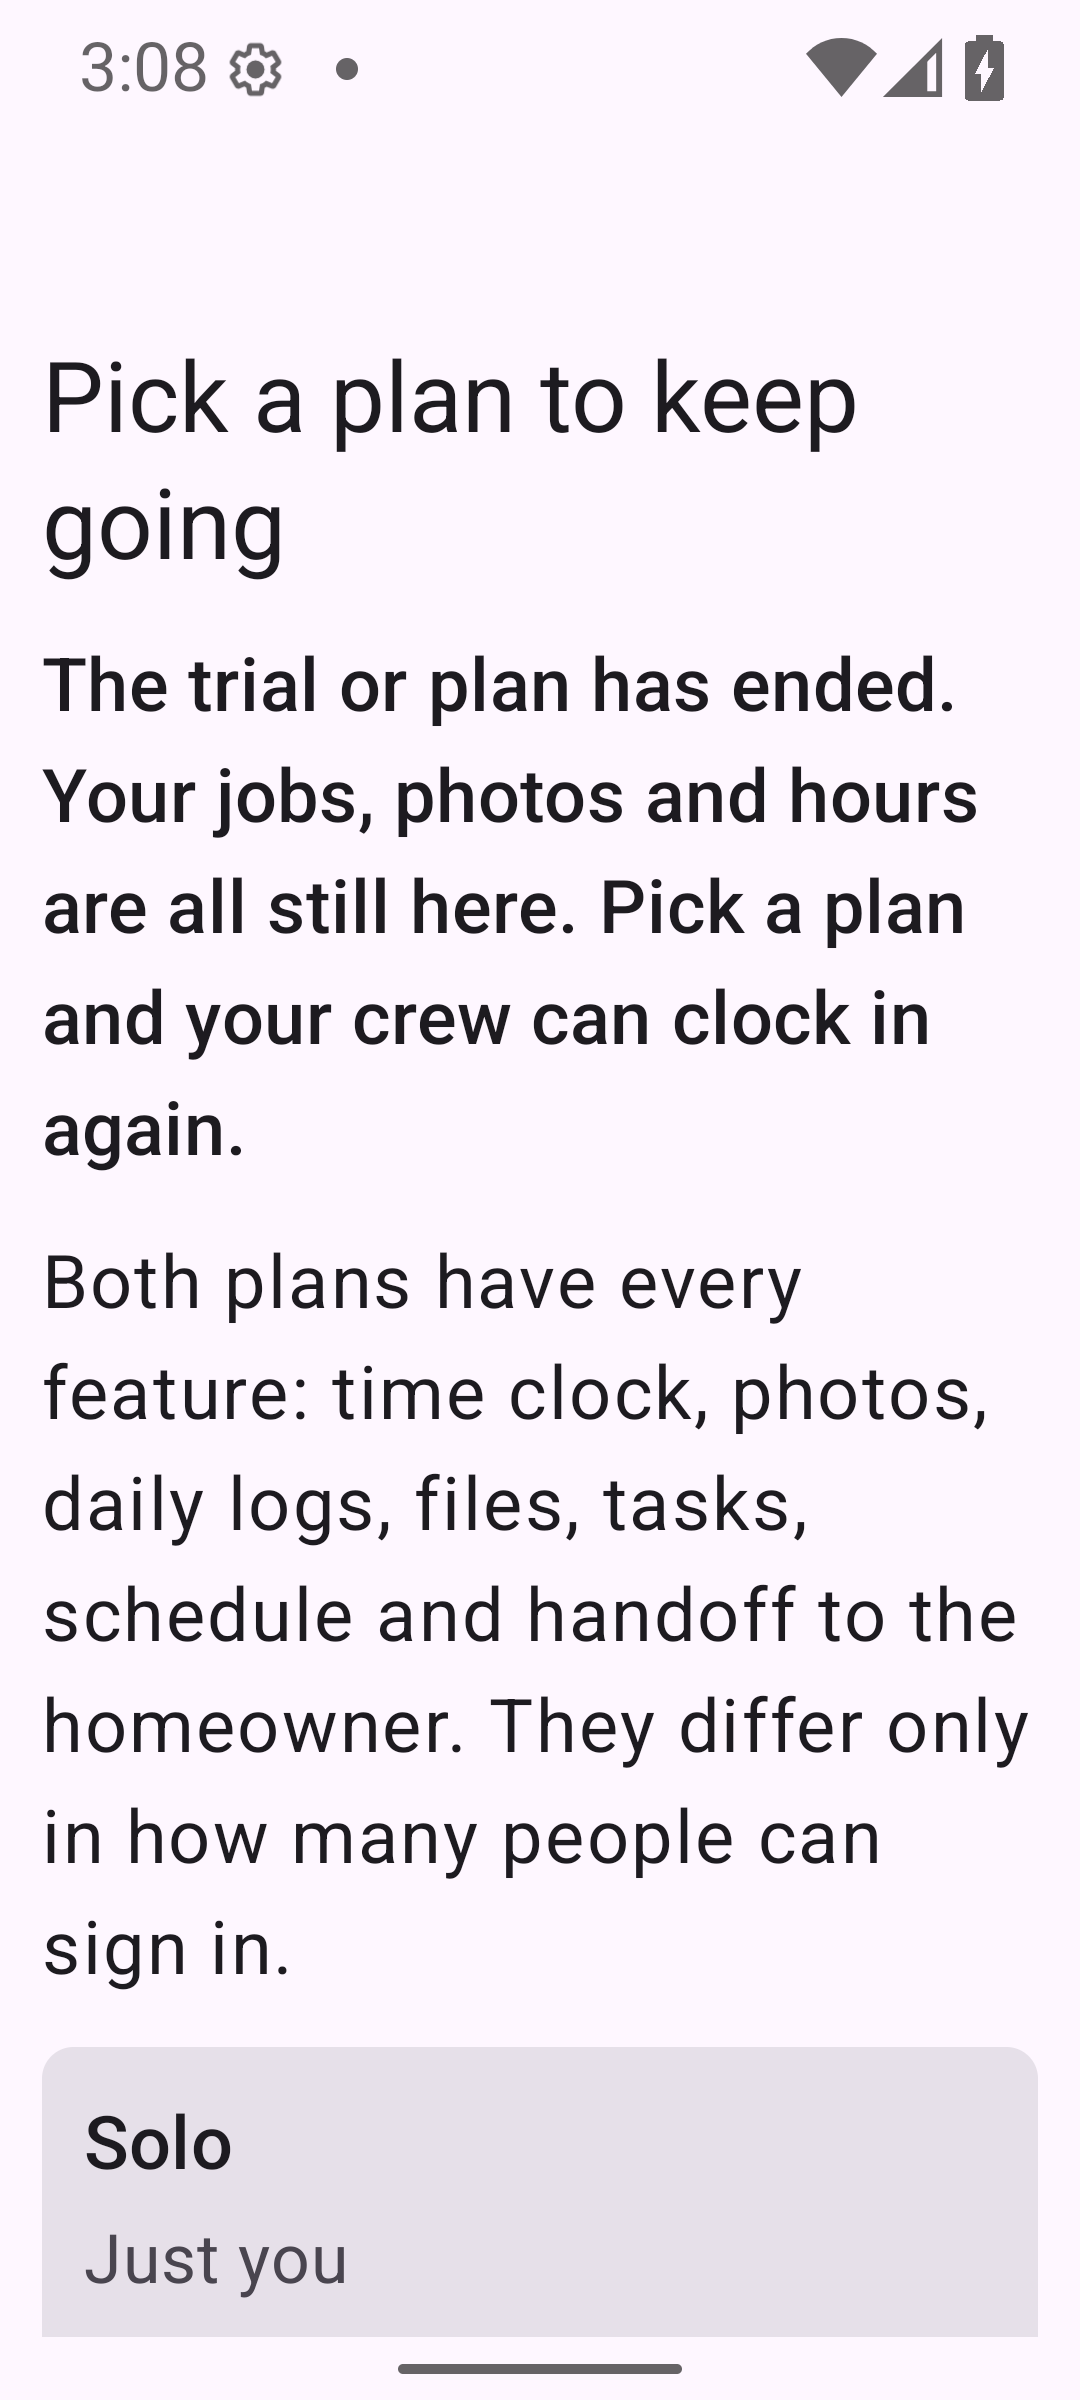 3:08
Pick a plan to keep
going
The trial or plan has ended.
Your jobs, photos and hours
are all still here. Pick a plan
and your crew can clock in
again.
Both plans have every
feature: time clock, photos,
daily logs, files, tasks,
schedule and handoff to the
homeowner. They differ only
in how many people can
sign in.
Solo
Just you